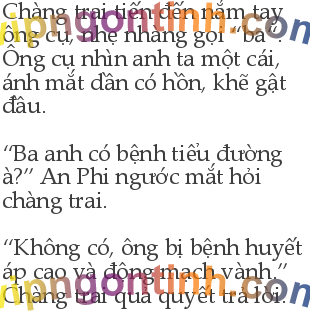 Chàng trai tiến đến nắm tay
ông cụ, nhẹ nhàng gọi “ba”.
Ông cụ nhìn anh ta một cái,
ánh mắt dần có hồn, khẽ gật
đầu.

“Ba anh có bệnh tiểu đường
à?” An Phi ngước mắt hỏi
chàng trai.

“Không có, ông bị bệnh huyết
áp cao và động mạch vành.”
Chàng trai quả quyết trả lời.